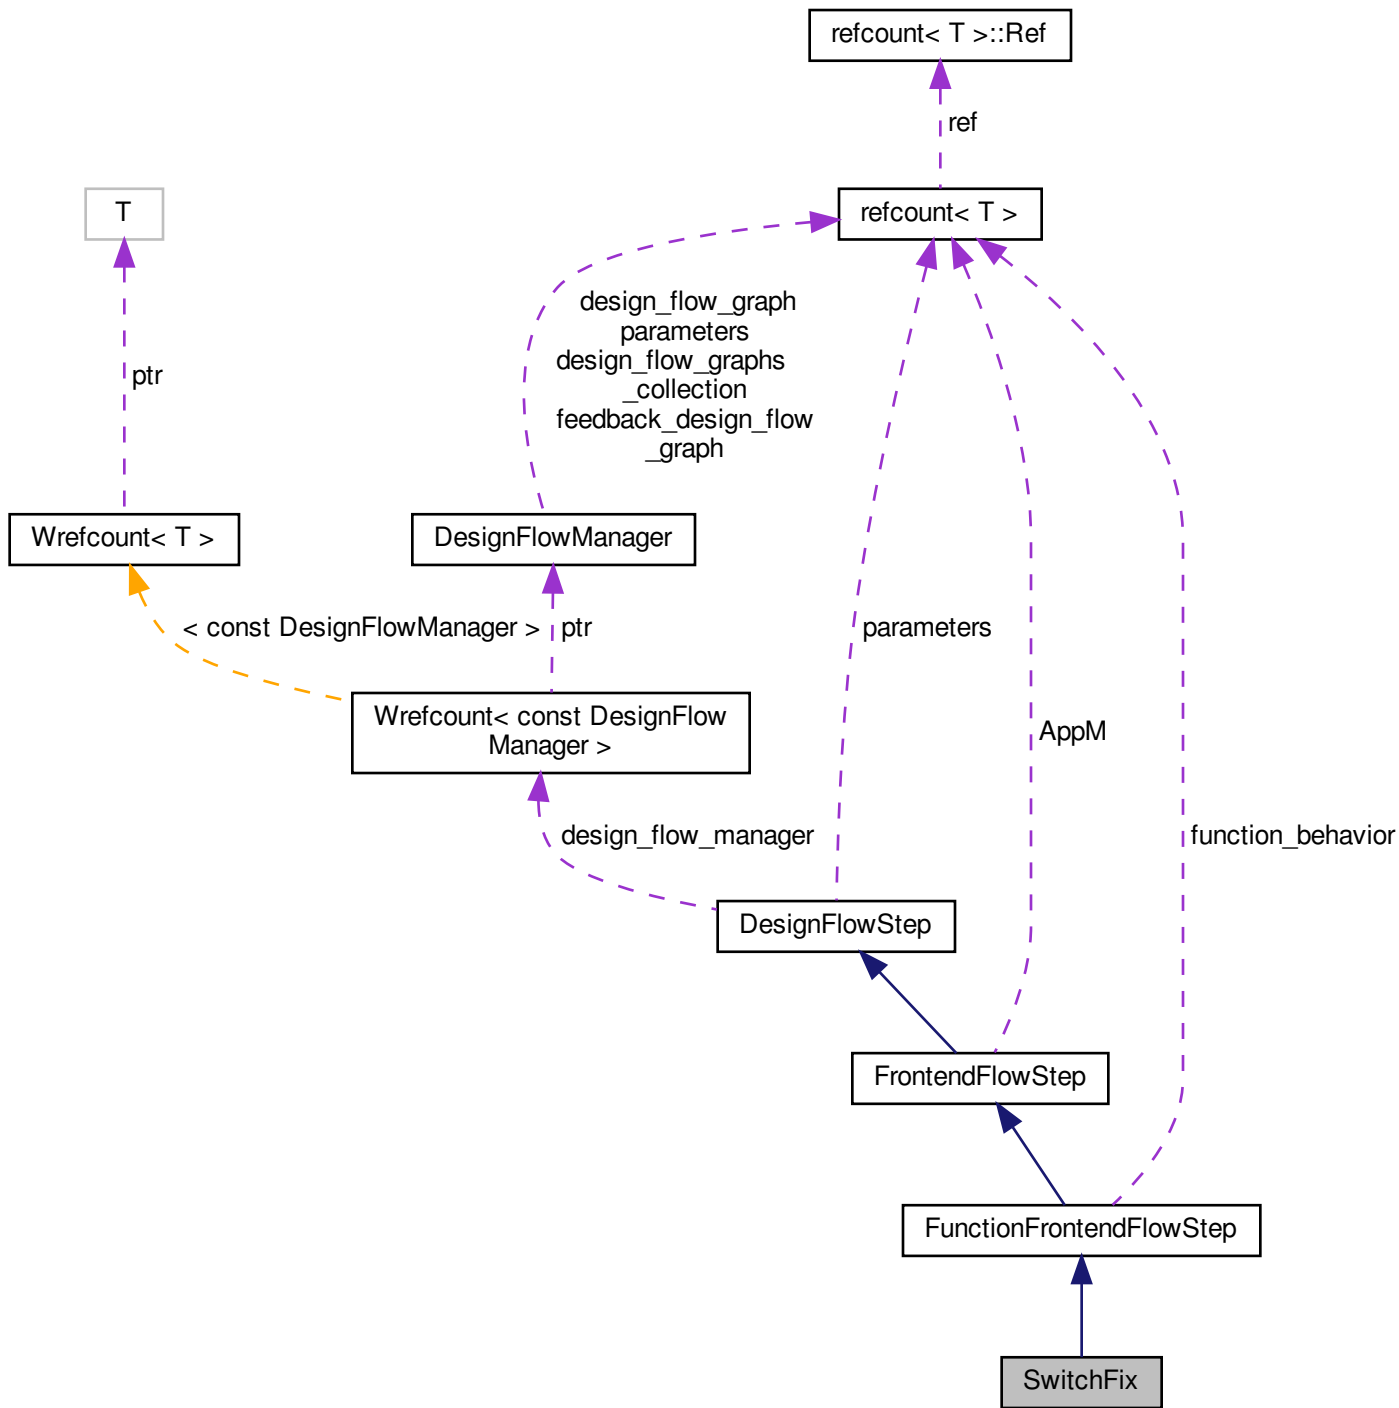 refcount< T >::Ref
ref
T
refcount< T >
design_flow_graph
parameters
design_flow_graphs
_collection
feedback_design_flow
_graph
ptr
Wrefcount< T >
DesignFlowManager
< const DesignFlowManager >
ptr
parameters
Wrefcount< const DesignFlow
Manager >
AppM
design_flow_manager
function_behavior
DesignFlowStep
FrontendFlowStep
FunctionFrontendFlowStep
SwitchFix